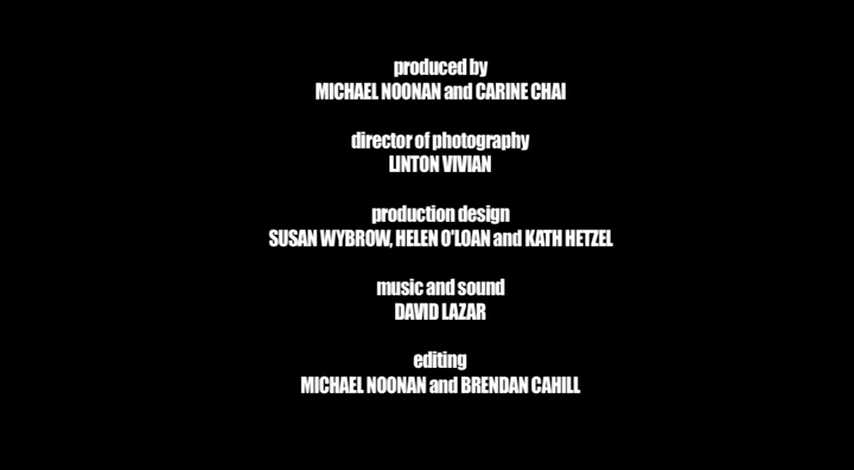 produced by
MICHAEL NOONAN and CARINE CHAI
director of photography
LINTON VIVIAN
production design
SUSAN WYBROW, HELEN O'LOAN and KATH HETZEL
music and sound
DAVID LAZAR
editing
MICHAEL NOONAN and BRENDAN CAHILL